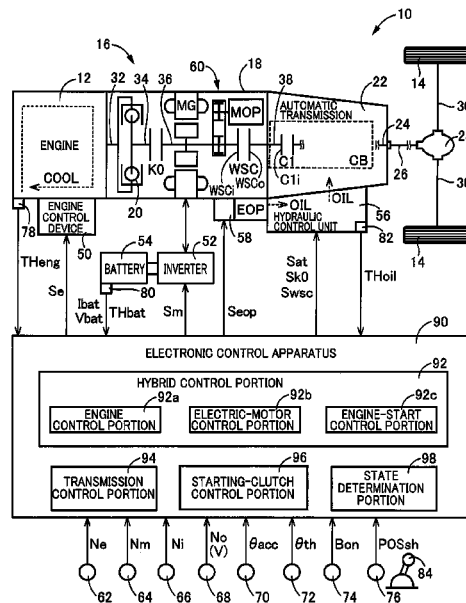 10
16
60
18
12
32
34
36
38
22
14
ENGINE
COOL
MG
MOP
AUTOMATIC
TRANSMISSION
24
30
K0
WSC
WSCi
WSCo
C1
C1i
CB
26
20
30
78
ENGINE
CONTROL
DEVICE
50
EOP
58
OIL
OIL
HYDRAULIC
CONTROL UNIT
56
82
14
54
52
BATTERY
INVERTER
80
THeng
Se
Ibat
Vbat
THbat
Sm
Seop
Sat
Sk0
Swsc
THoil
90
ELECTRONIC CONTROL APPARATUS
92
HYBRID CONTROL PORTION
92a
92b
92c
ENGINE
CONTROL PORTION
ELECTRIC-MOTOR
CONTROL PORTION
ENGINE-START
CONTROL PORTION
94
96
98
TRANSMISSION
CONTROL PORTION
STARTING-CLUTCH
CONTROL PORTION
STATE
DETERMINATION
PORTION
Ne
Nm
Ni
No
(V)
θacc
θth
Bon
POSsh
84
62
64
66
68
70
72
74
76